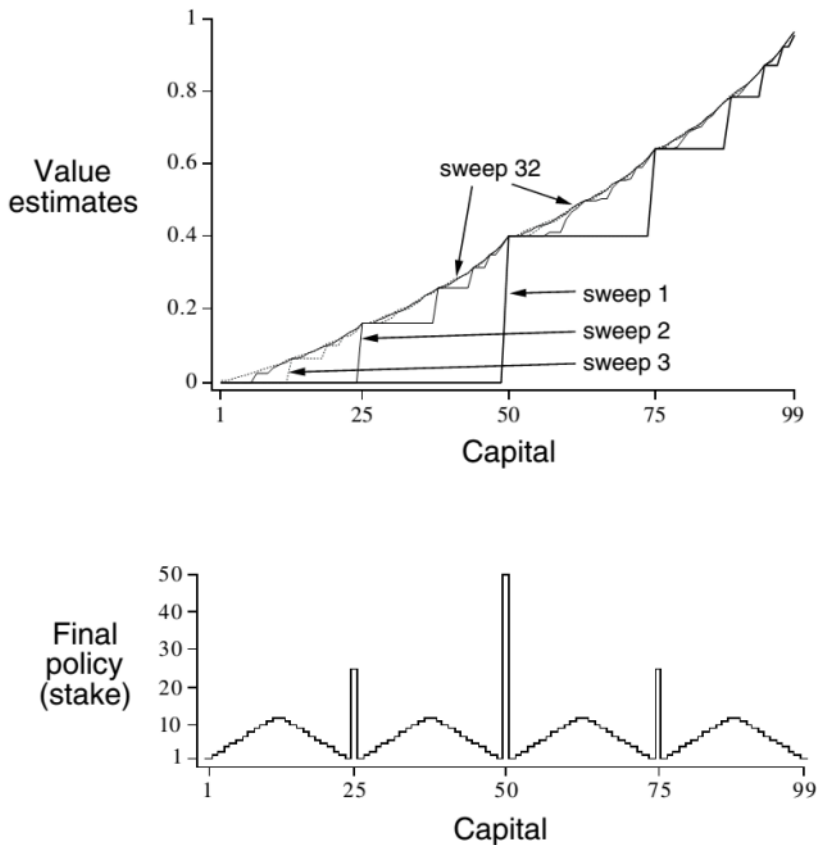 1
0.8
0.6
0.4
0.2
0
Value
estimates
sweep 32
sweep 1
sweep 2
sweep 3
1 25 50 75 99
Capital
50
40
30
20
10
1
Final
policy
(stake)
1 25 50 75 99
Capital